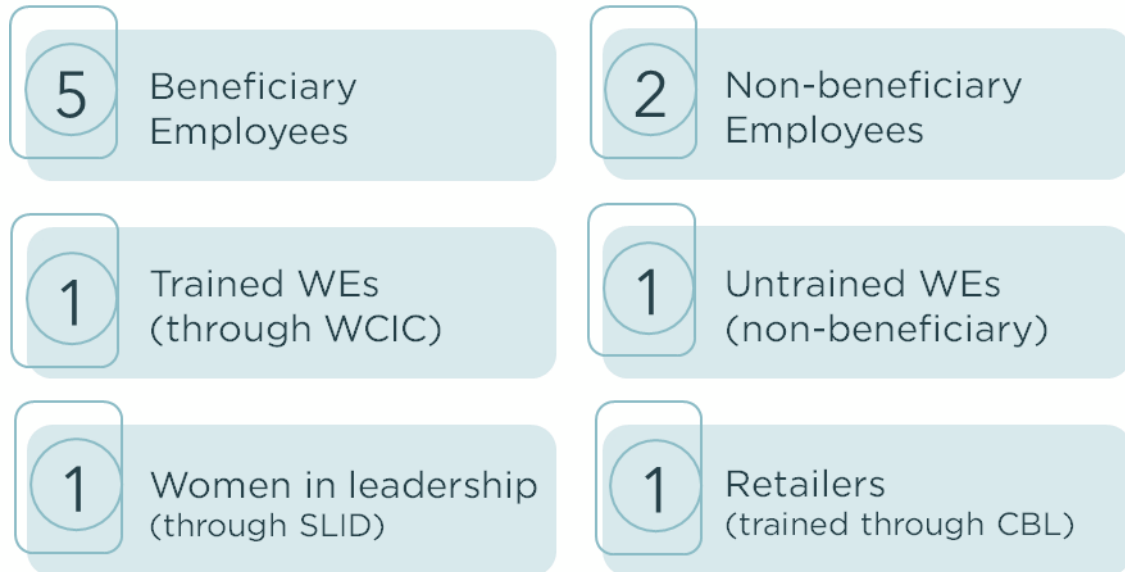 5
Beneficiary
Employees
2
Non-beneficiary
Employees
1
Trained WEs
(through WCIC)
1
Untrained WEs
(non-beneficiary)
1
Women in leadership
(through SLID)
1
Retailers
(trained through CBL)